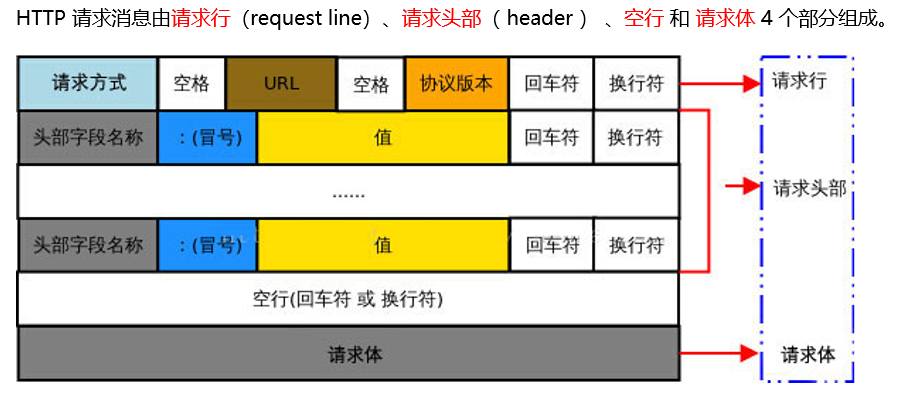 HTTP 请求消息由请求行（request line）、请求头部（ header ） 、空行 和 请求体 4 个部分组成。
请求方式 空格 URL 空格 协议版本 回车符 换行符 请求行
头部字段名称 ：(冒号) 值 回车符 换行符
...... 请求头部
头部字段名称 ：(冒号) 值 回车符 换行符
空行(回车符 或 换行符)
请求体 请求体